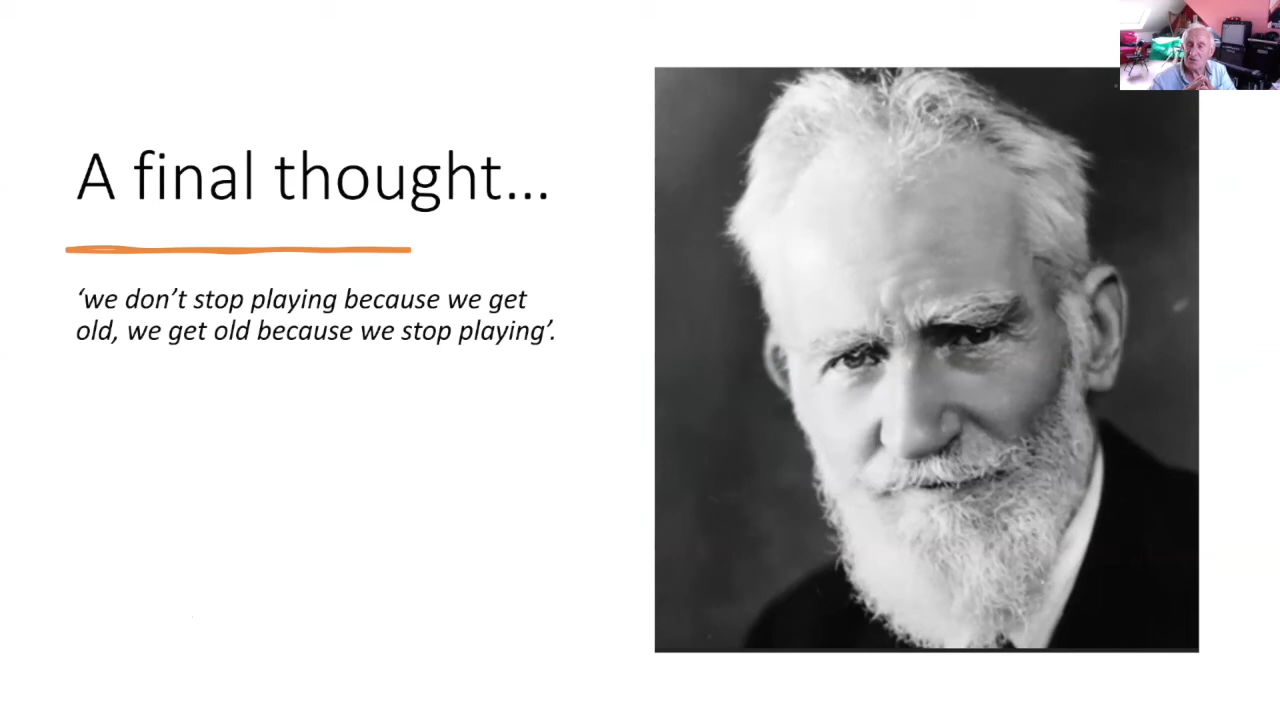 A final thought...
‘we don’t stop playing because we get
old, we get old because we stop playing’.